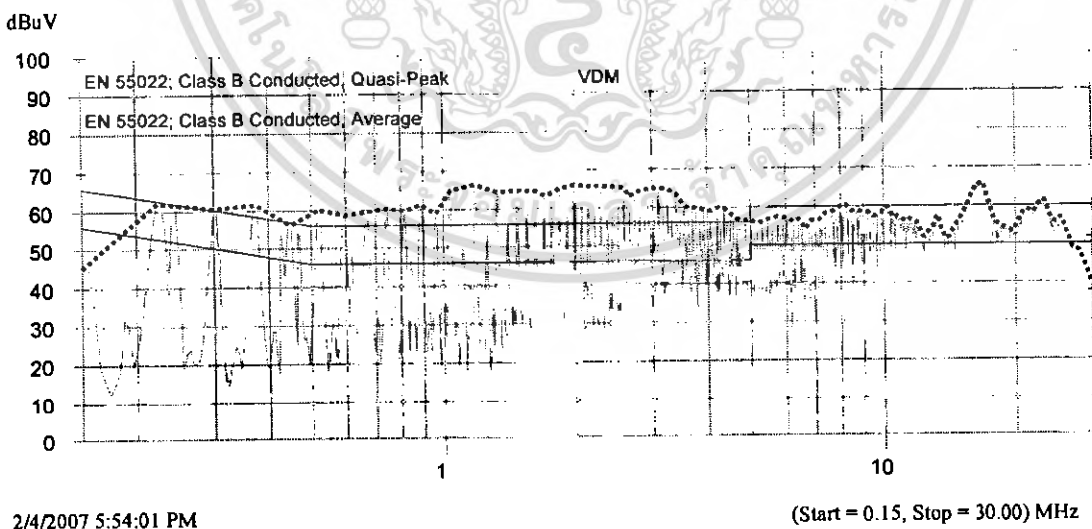 dBuV
100
EN 55022; Class B Conducted, Quasi-Peak
VDM
90
EN 55022; Class B Conducted, Average
80
70
60
50
40
30
20
10
0
1
10
2/4/2007 5:54:01 PM
(Start = 0.15, Stop = 30.00) MHz